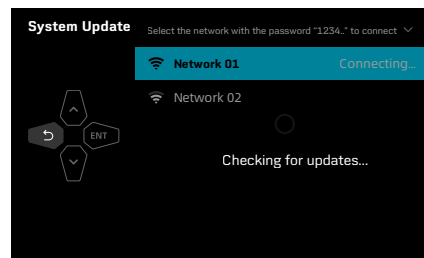 System Update
Select the network with the password "1234.." to connect
Network 01 Connecting...
Network 02
ENT
Checking for updates...